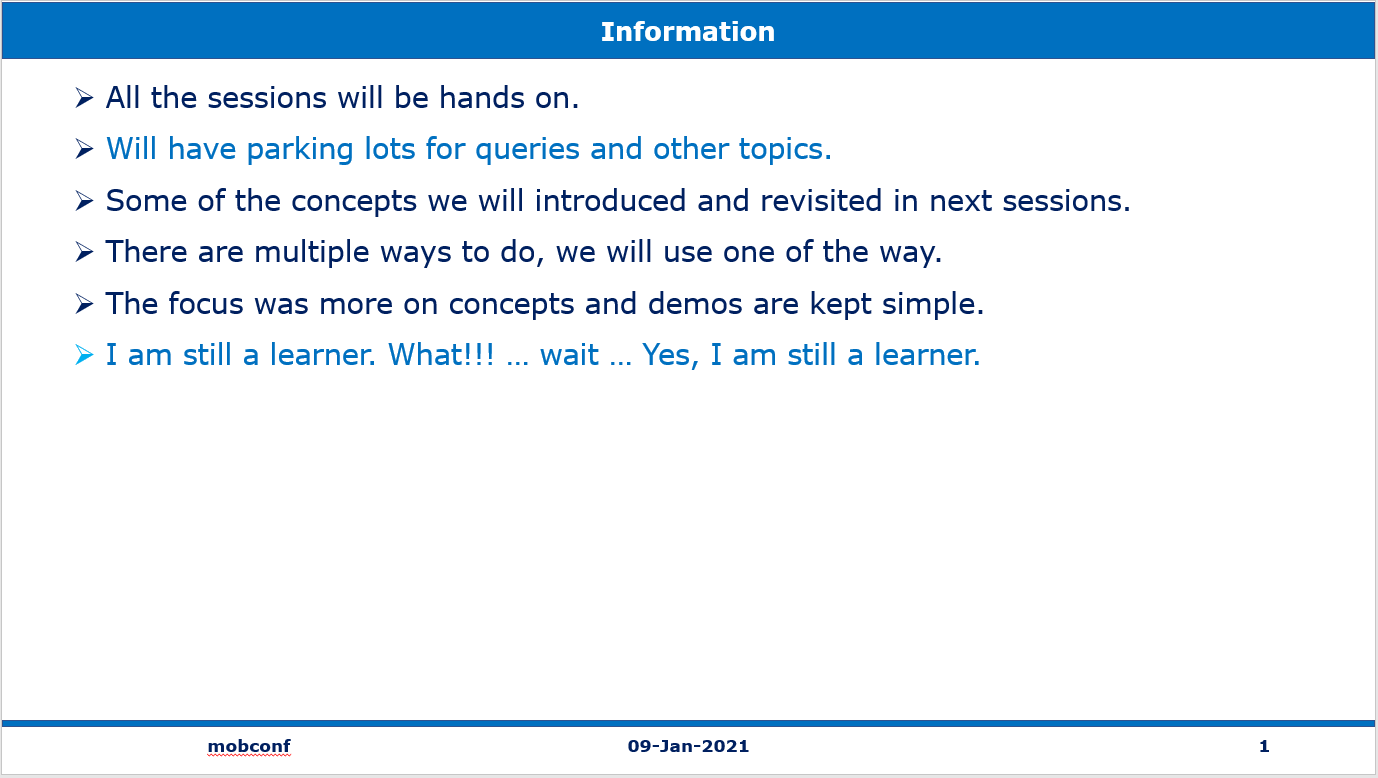 Information
All the sessions will be hands on.
Will have parking lots for queries and other topics.
Some of the concepts we will introduced and revisited in next sessions.
There are multiple ways to do, we will use one of the way.
The focus was more on concepts and demos are kept simple.
I am still a learner. What!!! … wait … Yes, I am still a learner.
mobconf 09-Jan-2021 1